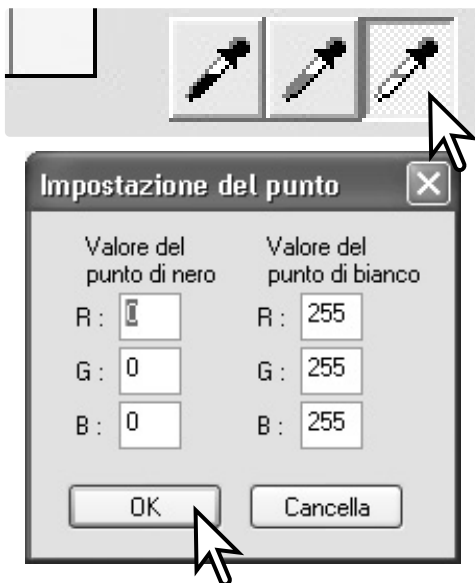 Impostazione del punto
Valore del
punto di nero
Valore del
punto di bianco
R : 0
R : 255
G : 0
G : 255
B : 0
B : 255
OK
Cancella